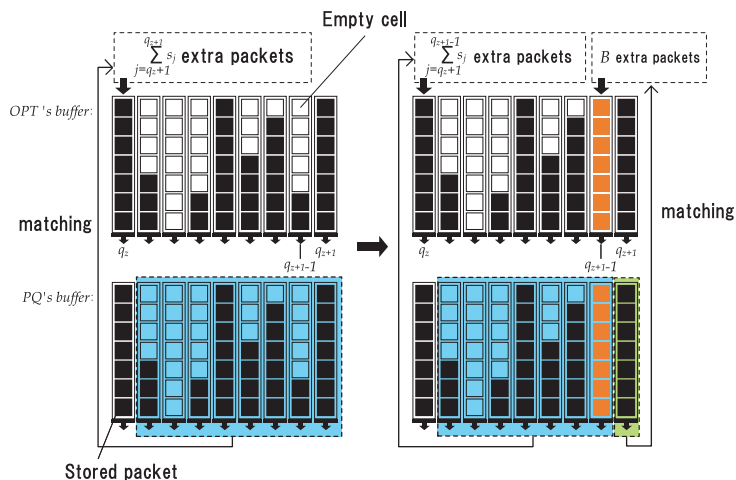 Empty cell
q_{z+1}
∑ s_j extra packets
j=q_z+1
q_{z+1}-1
∑ s_j extra packets
j=q_z+1
B extra packets
OPT 's buffer:
matching
matching
q_z
q_{z+1}-1
q_{z+1}
q_z
q_{z+1}-1
q_{z+1}
PQ's buffer:
Stored packet